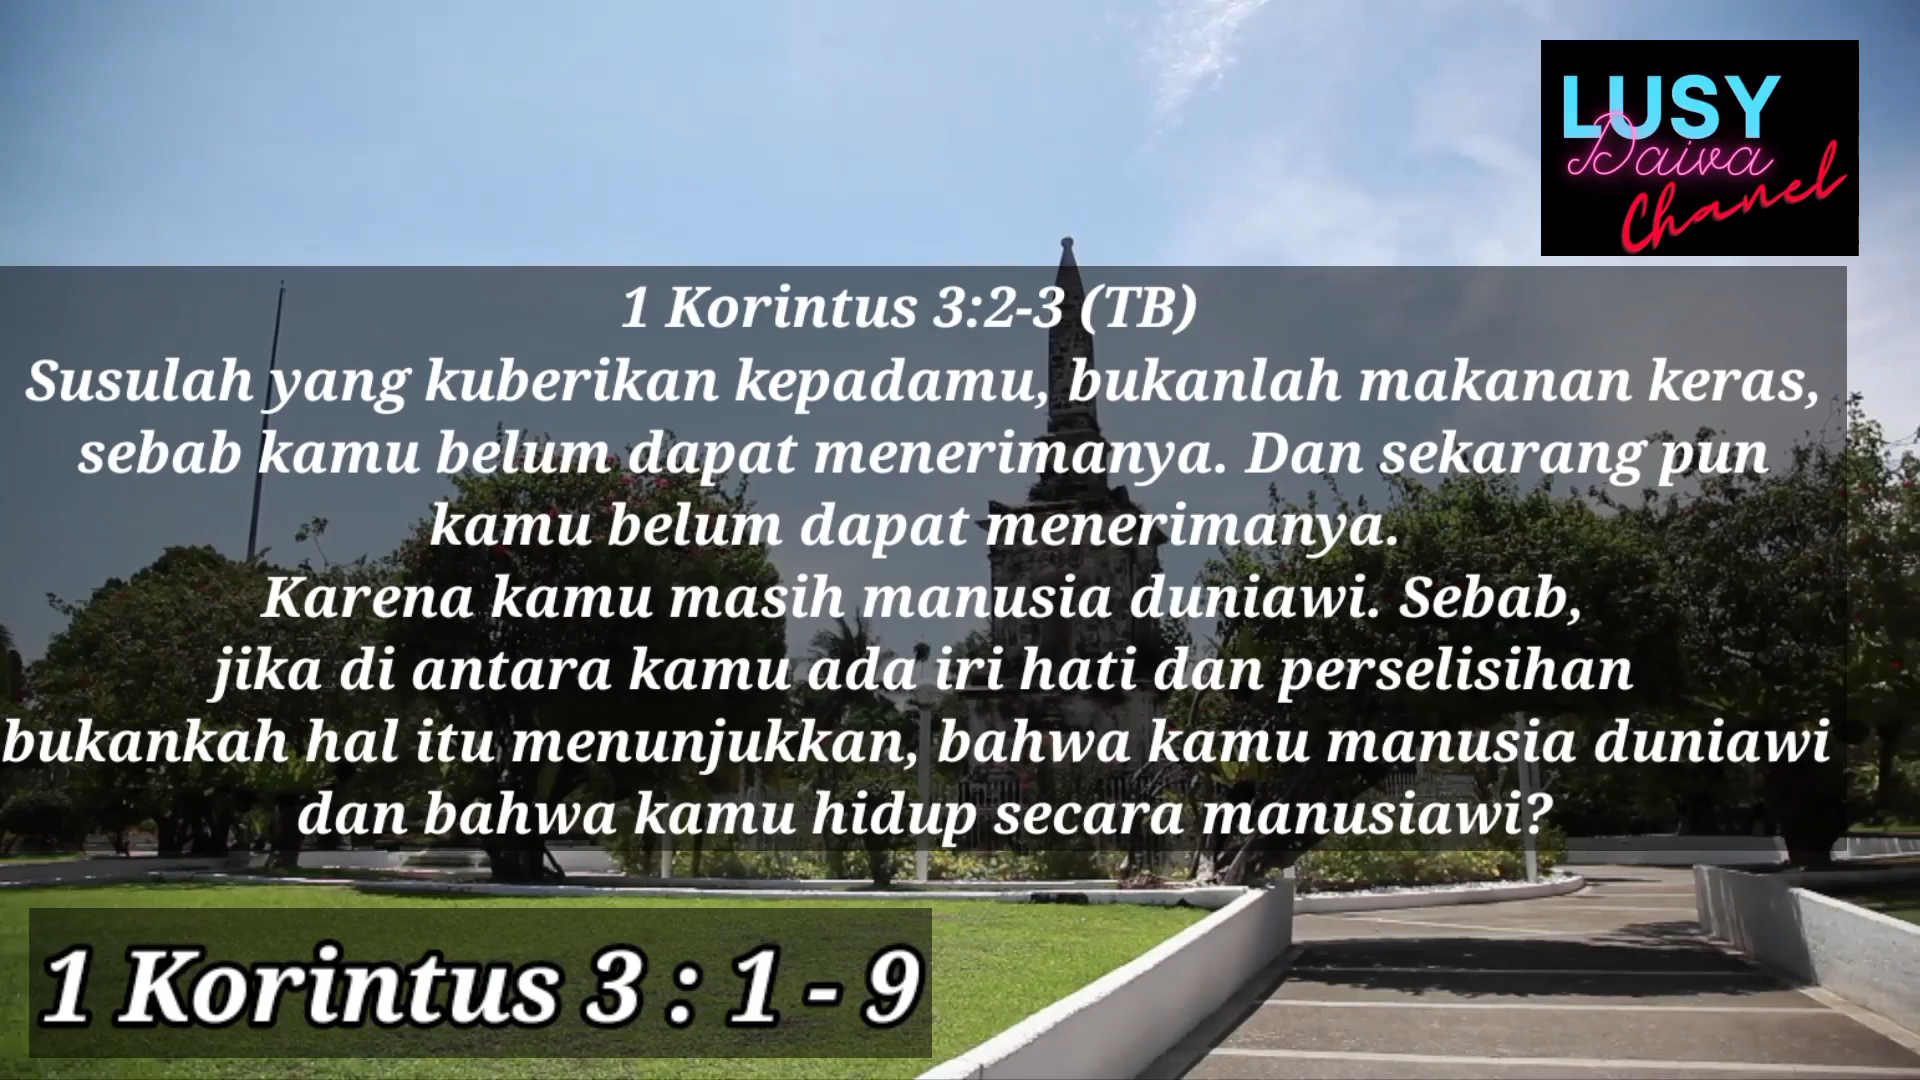 LUSY
Daiva
Chanel
1 Korintus 3:2-3 (TB)
Susulah yang kuberikan kepadamu, bukanlah makanan keras,
sebab kamu belum dapat menerimanya. Dan sekarang pun
kamu belum dapat menerimanya.
Karena kamu masih manusia duniawi. Sebab,
jika di antara kamu ada iri hati dan perselisihan
bukankah hal itu menunjukkan, bahwa kamu manusia duniawi
dan bahwa kamu hidup secara manusiawi?
1 Korintus 3 : 1 - 9